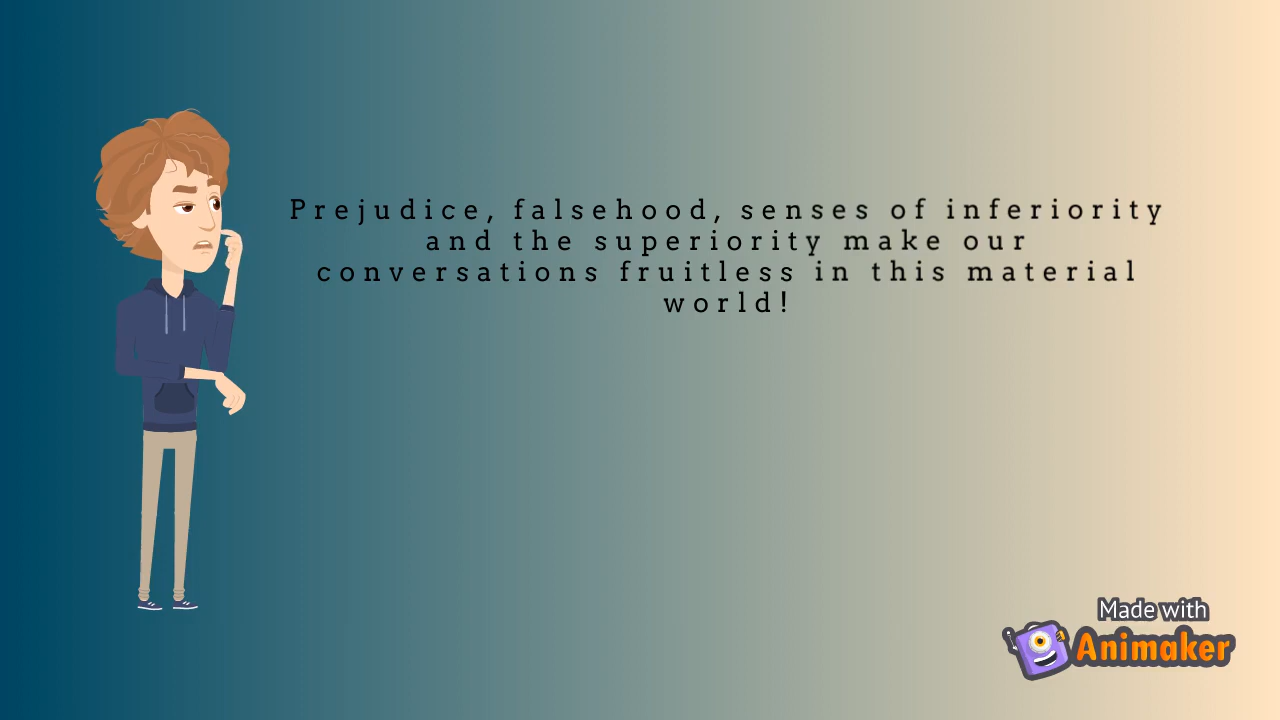 Prejudice, falsehood, senses of inferiority
and the superiority make our
conversations fruitless in this material
world!
Made with
Animaker